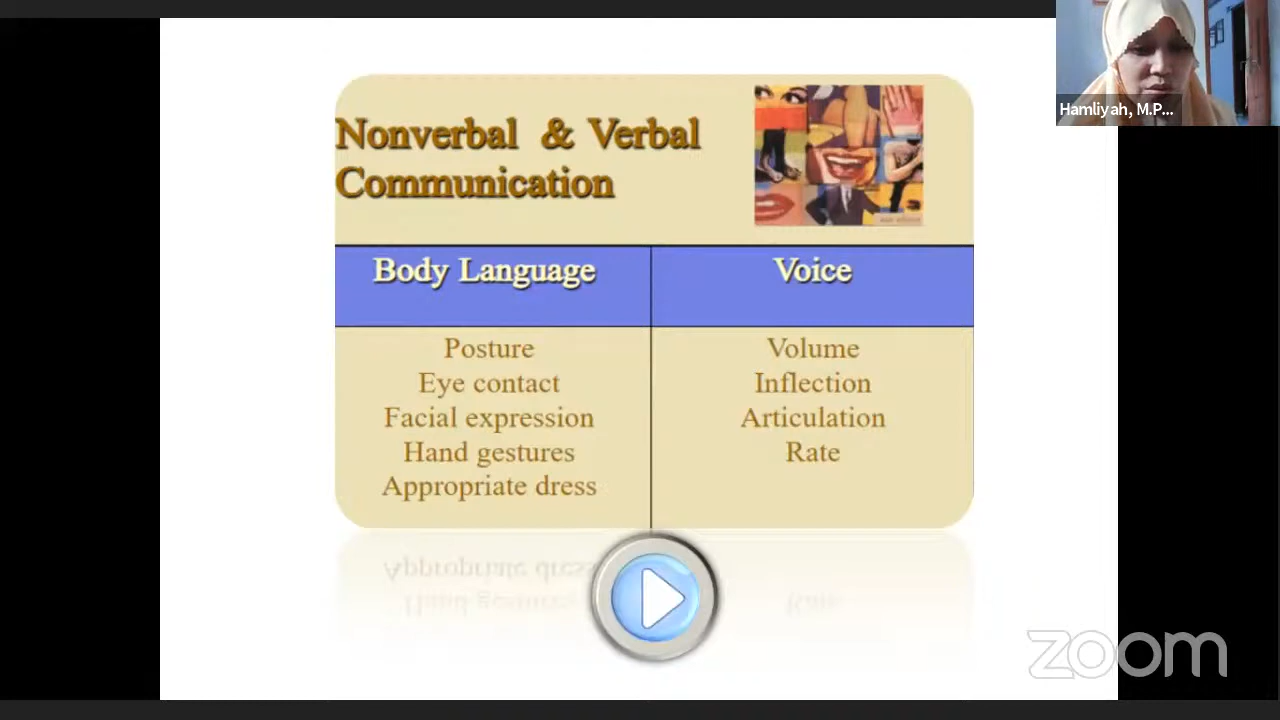 Nonverbal & Verbal
Communication
Body Language
Voice
Posture
Eye contact
Facial expression
Hand gestures
Appropriate dress
Volume
Inflection
Articulation
Rate
Hamliyah, M.P...
zoom